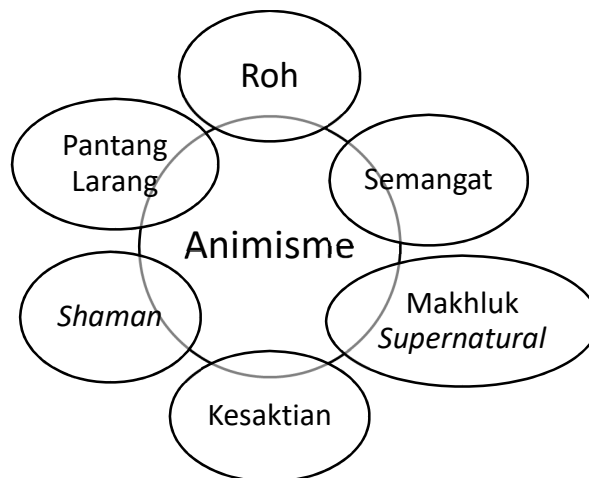 Roh
Pantang
Larang
Semangat
Animisme
Shaman
Makhluk
Supernatural
Kesaktian